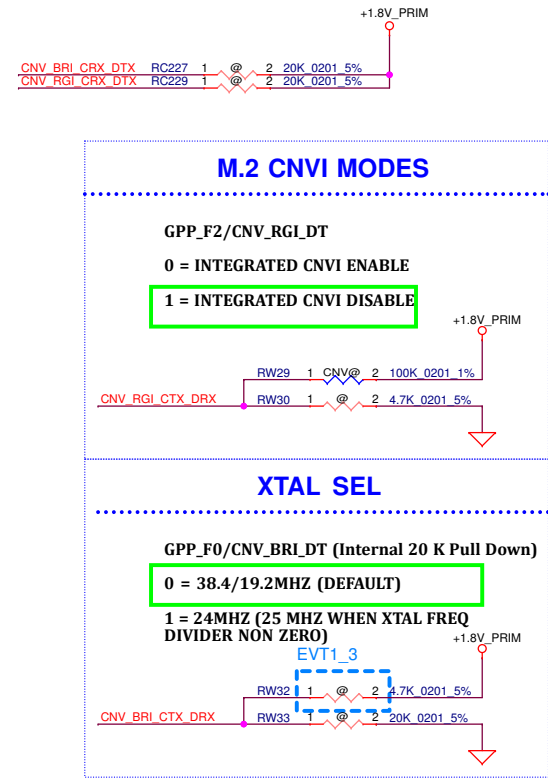 +1.8V_PRIM
CNV_BRI_CRX_DTX RC227 1 @ 2 20K_0201_5%
CNV_RGI_CRX_DTX RC229 1 @ 2 20K_0201_5%
M.2 CNVI MODES
GPP_F2/CNV_RGI_DT
0 = INTEGRATED CNVI ENABLE
1 = INTEGRATED CNVI DISABLE
+1.8V_PRIM
RW29 1 CNV@ 2 100K_0201_1%
CNV_RGI_CTX_DRX RW30 1 @ 2 4.7K_0201_5%
XTAL SEL
GPP_F0/CNV_BRI_DT (Internal 20 K Pull Down)
0 = 38.4/19.2MHZ (DEFAULT)
1 = 24MHZ (25 MHZ WHEN XTAL FREQ
DIVIDER NON ZERO)
+1.8V_PRIM
EVT1_3
RW32 1 @ 2 4.7K_0201_5%
CNV_BRI_CTX_DRX RW33 1 @ 2 20K_0201_5%